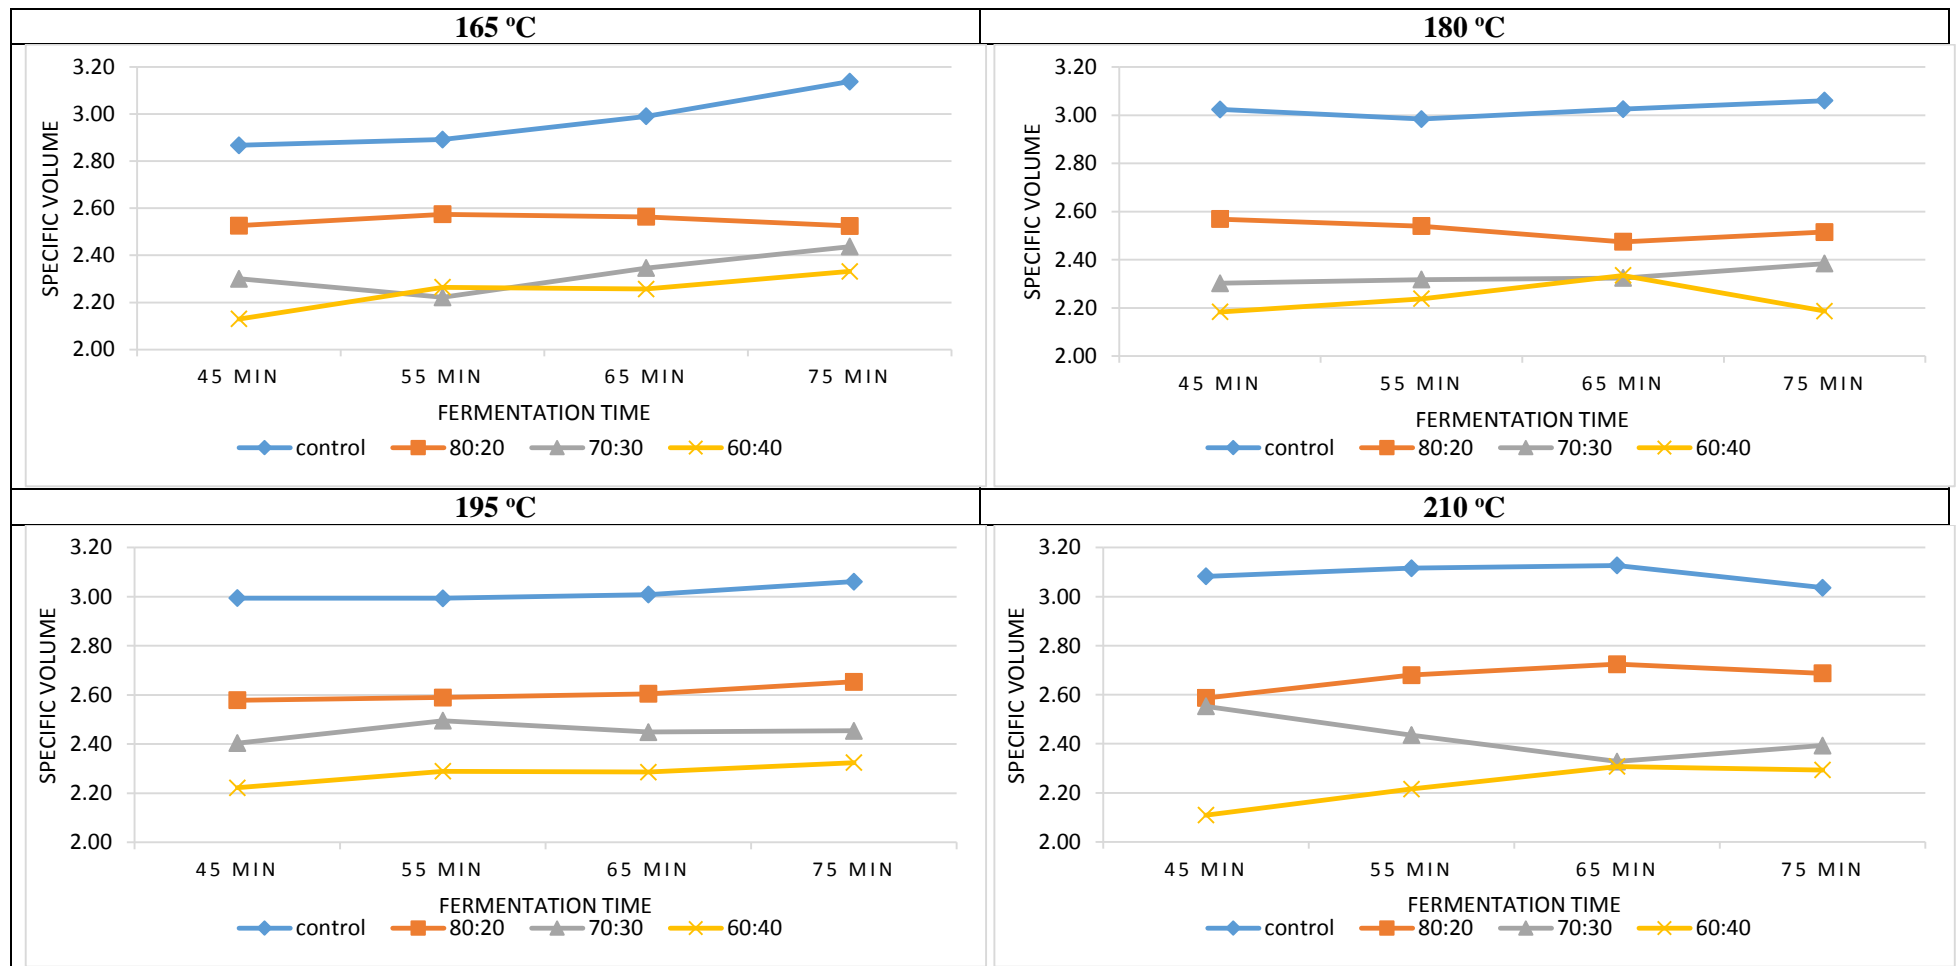 165 ºC
3.20
3.00
2.80
2.60
2.40
2.20
2.00
SPECIFIC VOLUME
45 MIN 55 MIN 65 MIN 75 MIN
FERMENTATION TIME
control 80:20 70:30 60:40
180 ºC
3.20
3.00
2.80
2.60
2.40
2.20
2.00
SPECIFIC VOLUME
45 MIN 55 MIN 65 MIN 75 MIN
FERMENTATION TIME
control 80:20 70:30 60:40
195 ºC
3.20
3.00
2.80
2.60
2.40
2.20
2.00
SPECIFIC VOLUME
45 MIN 55 MIN 65 MIN 75 MIN
FERMENTATION TIME
control 80:20 70:30 60:40
210 ºC
3.20
3.00
2.80
2.60
2.40
2.20
2.00
SPECIFIC VOLUME
45 MIN 55 MIN 65 MIN 75 MIN
FERMENTATION TIME
control 80:20 70:30 60:40